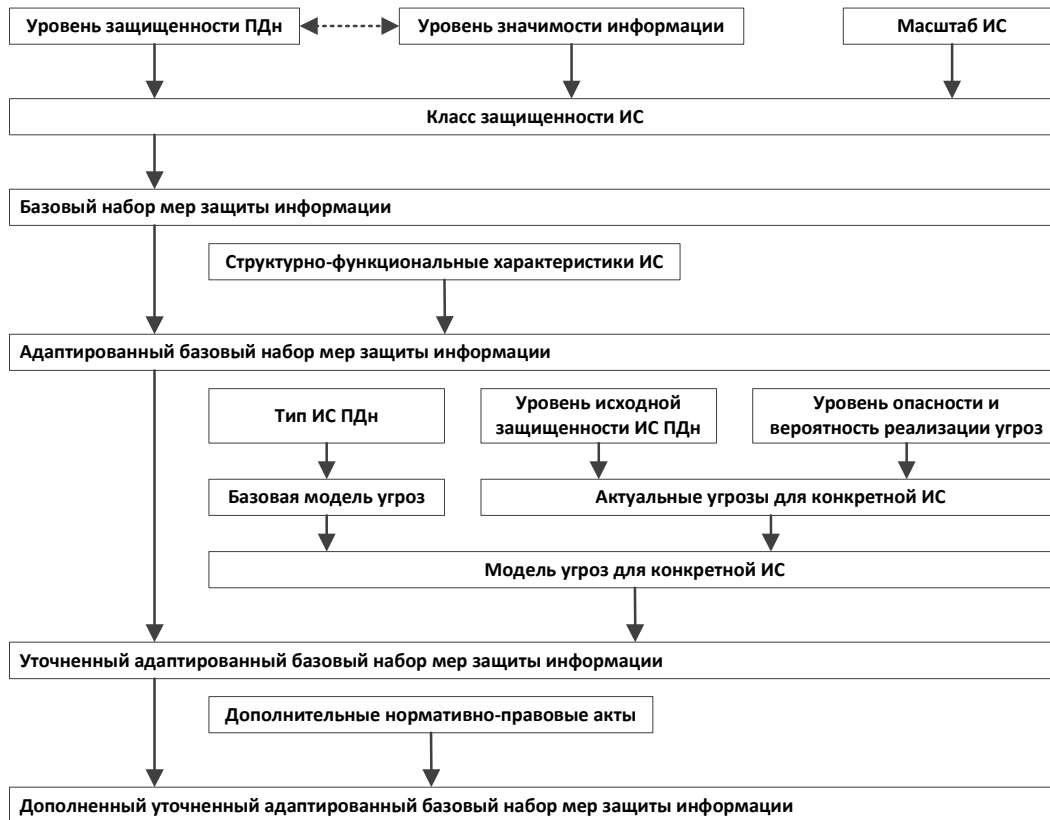 Уровень защищенности ПДн
Уровень значимости информации
Масштаб ИС
Класс защищенности ИС
Базовый набор мер защиты информации
Структурно-функциональные характеристики ИС
Адаптированный базовый набор мер защиты информации
Тип ИС ПДн
Уровень исходной
защищенности ИС ПДн
Уровень опасности и
вероятность реализации угроз
Базовая модель угроз
Актуальные угрозы для конкретной ИС
Модель угроз для конкретной ИС
Уточненный адаптированный базовый набор мер защиты информации
Дополнительные нормативно-правовые акты
Дополненный уточненный адаптированный базовый набор мер защиты информации